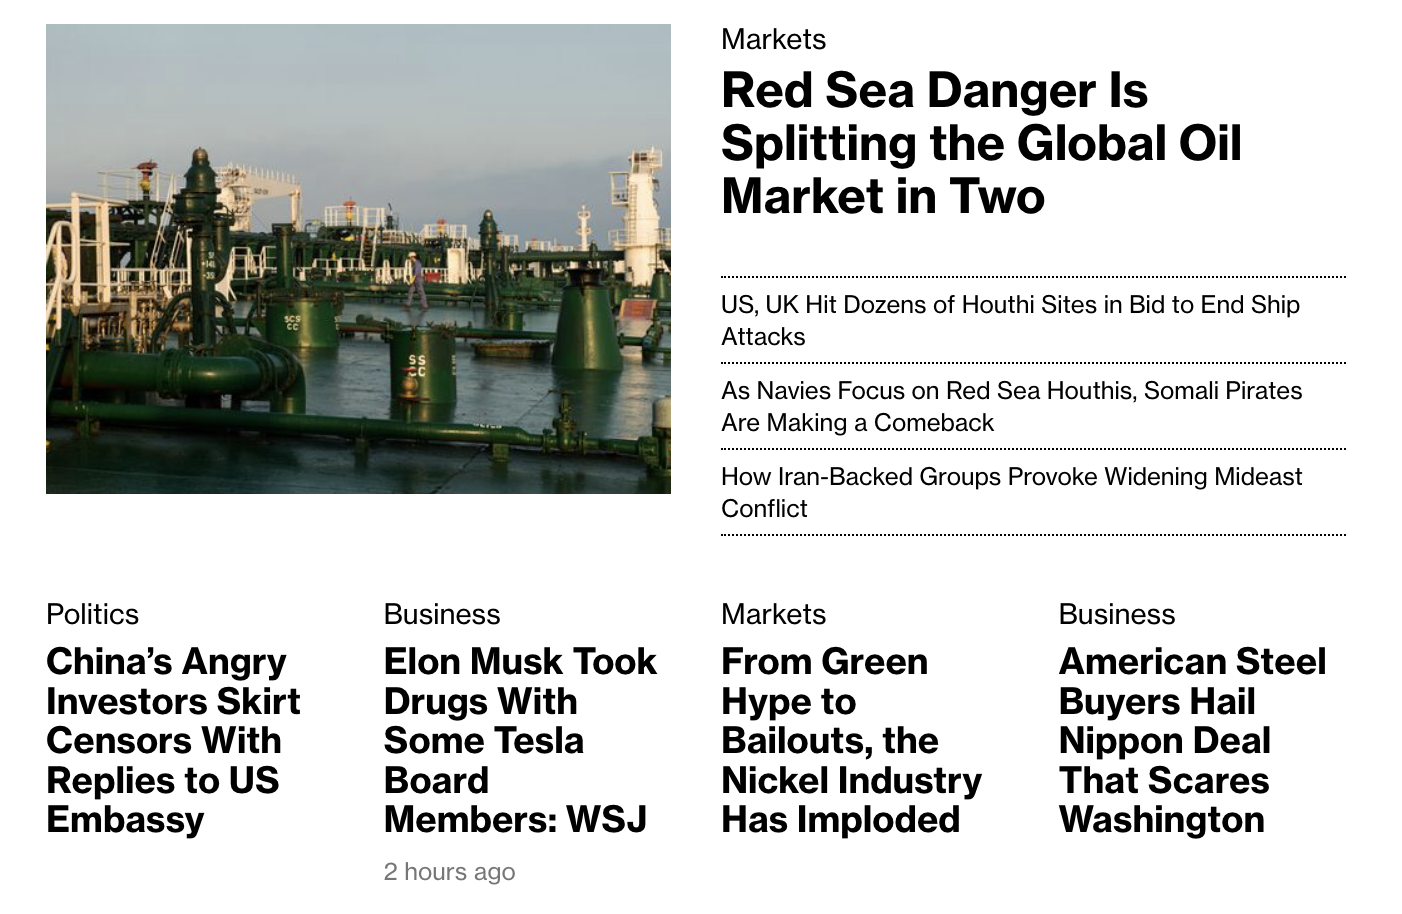 Markets
Red Sea Danger Is
Splitting the Global Oil
Market in Two
US, UK Hit Dozens of Houthi Sites in Bid to End Ship
Attacks
As Navies Focus on Red Sea Houthis, Somali Pirates
Are Making a Comeback
How Iran-Backed Groups Provoke Widening Mideast
Conflict
SCS
CC
SS
CC
Politics
China’s Angry
Investors Skirt
Censors With
Replies to US
Embassy
Business
Elon Musk Took
Drugs With
Some Tesla
Board
Members: WSJ
2 hours ago
Markets
From Green
Hype to
Bailouts, the
Nickel Industry
Has Imploded
Business
American Steel
Buyers Hail
Nippon Deal
That Scares
Washington